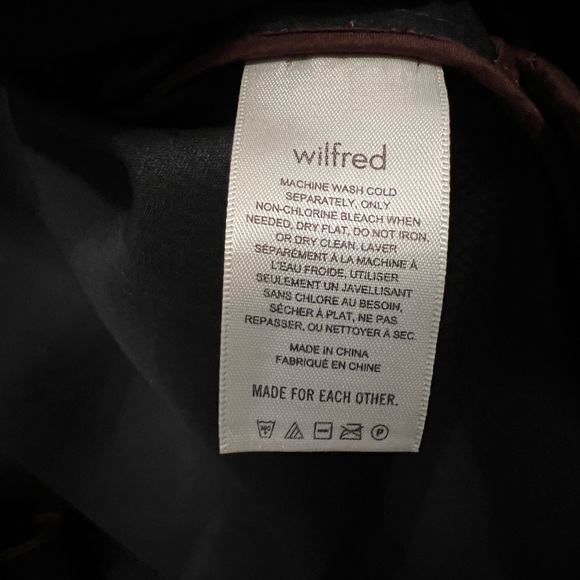 wilfred
MACHINE WASH COLD
SEPARATELY, ONLY
NON-CHLORINE BLEACH WHEN
NEEDED, DRY FLAT, DO NOT IRON,
OR DRY CLEAN. LAVER
SÉPARÉMENT À LA MACHINE À
L'EAU FROIDE, UTILISER
SEULEMENT UN JAVELLISANT
SANS CHLORE AU BESOIN,
SÉCHER À PLAT, NE PAS
REPASSER, OU NETTOYER À SEC.
MADE IN CHINA
FABRIQUÉ EN CHINE
MADE FOR EACH OTHER.
P